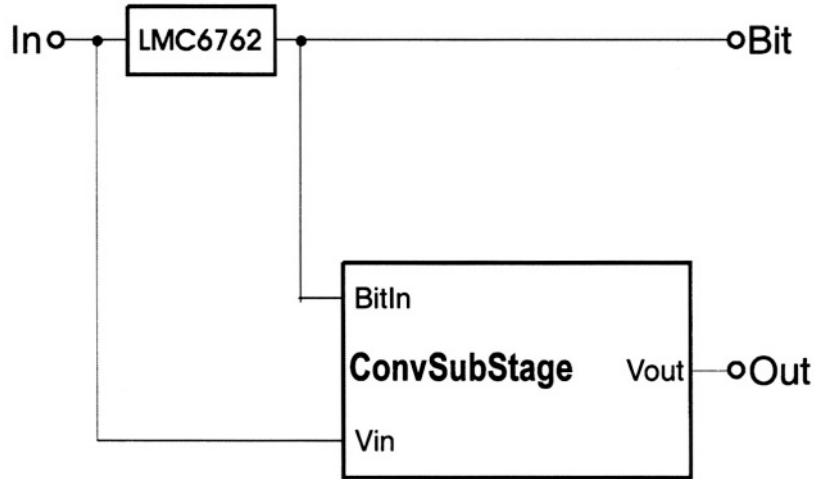 In
LMC6762
Bit
BitIn
ConvSubStage
Vout
Out
Vin